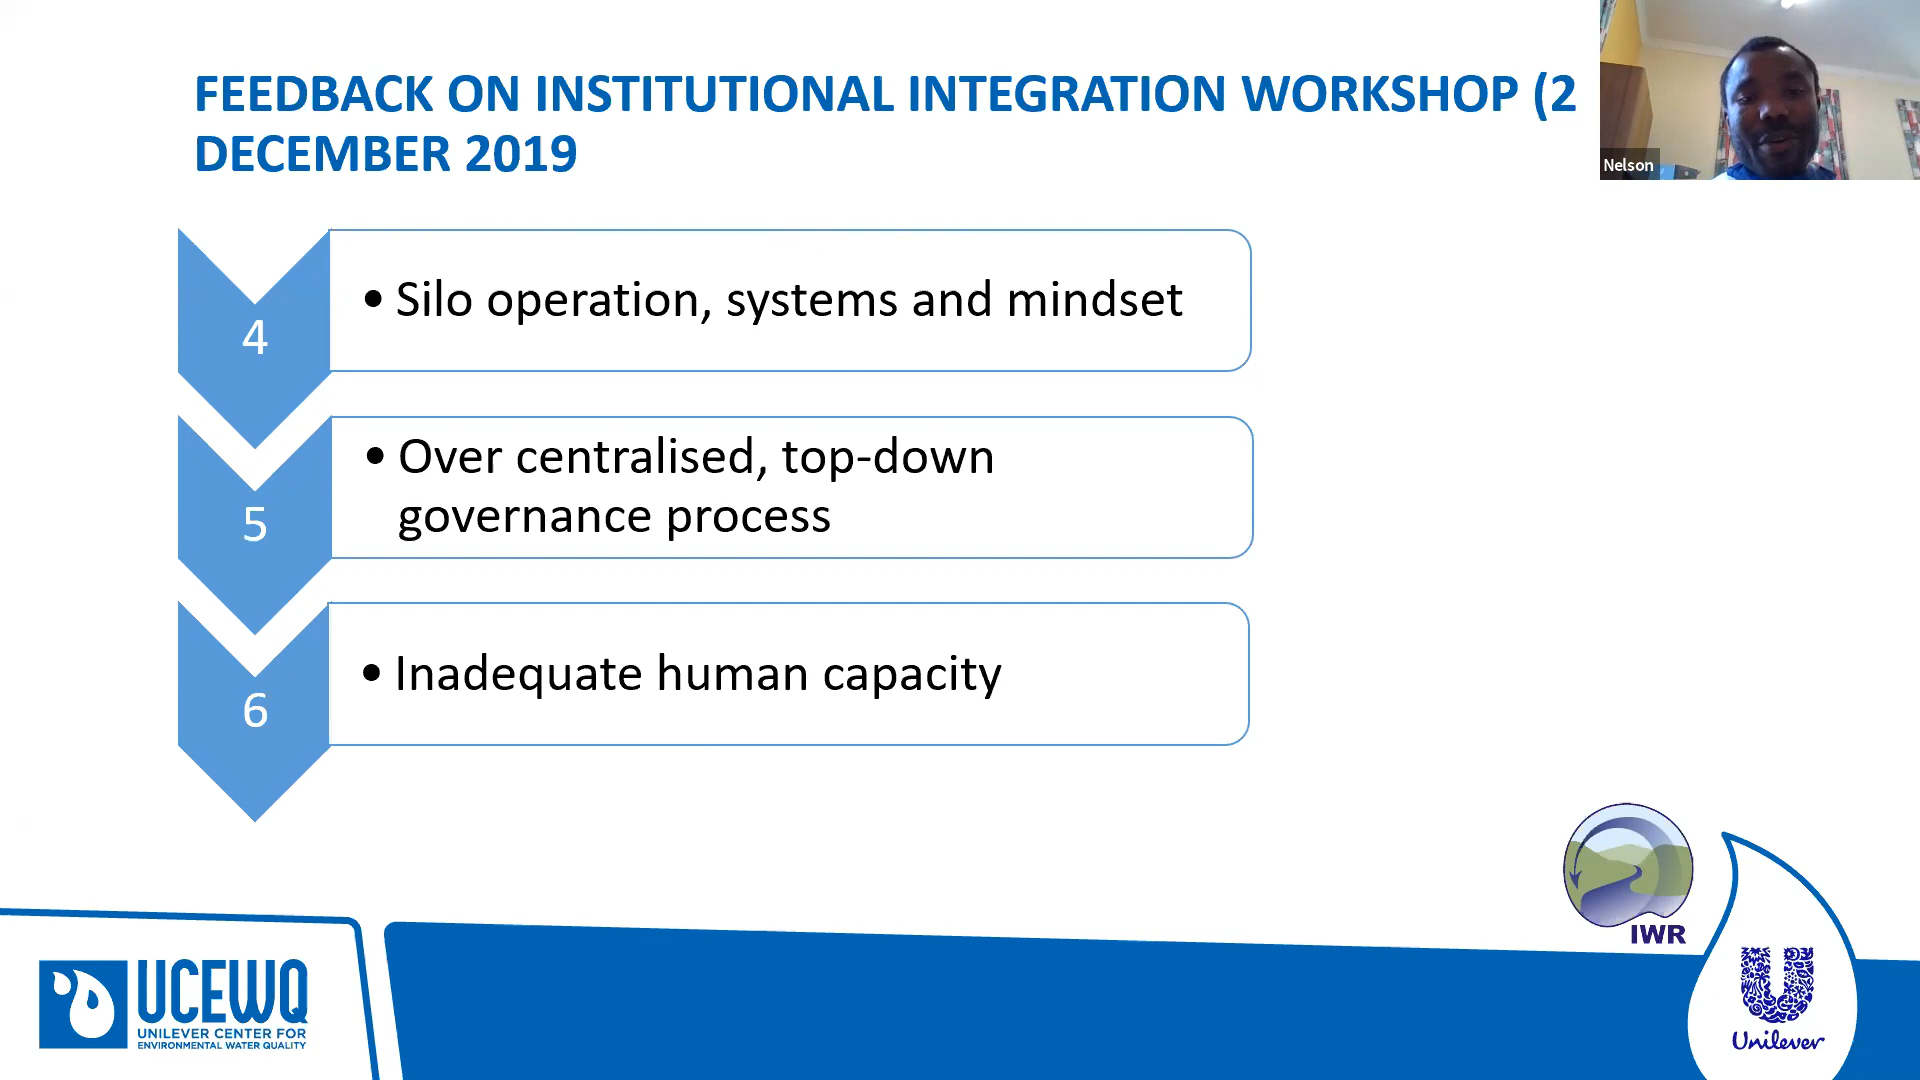 FEEDBACK ON INSTITUTIONAL INTEGRATION WORKSHOP (2
DECEMBER 2019
Nelson
4
• Silo operation, systems and mindset
5
• Over centralised, top-down
governance process
6
• Inadequate human capacity
IWR
UCEWQ
UNILEVER CENTER FOR
ENVIRONMENTAL WATER QUALITY
U
Unilever